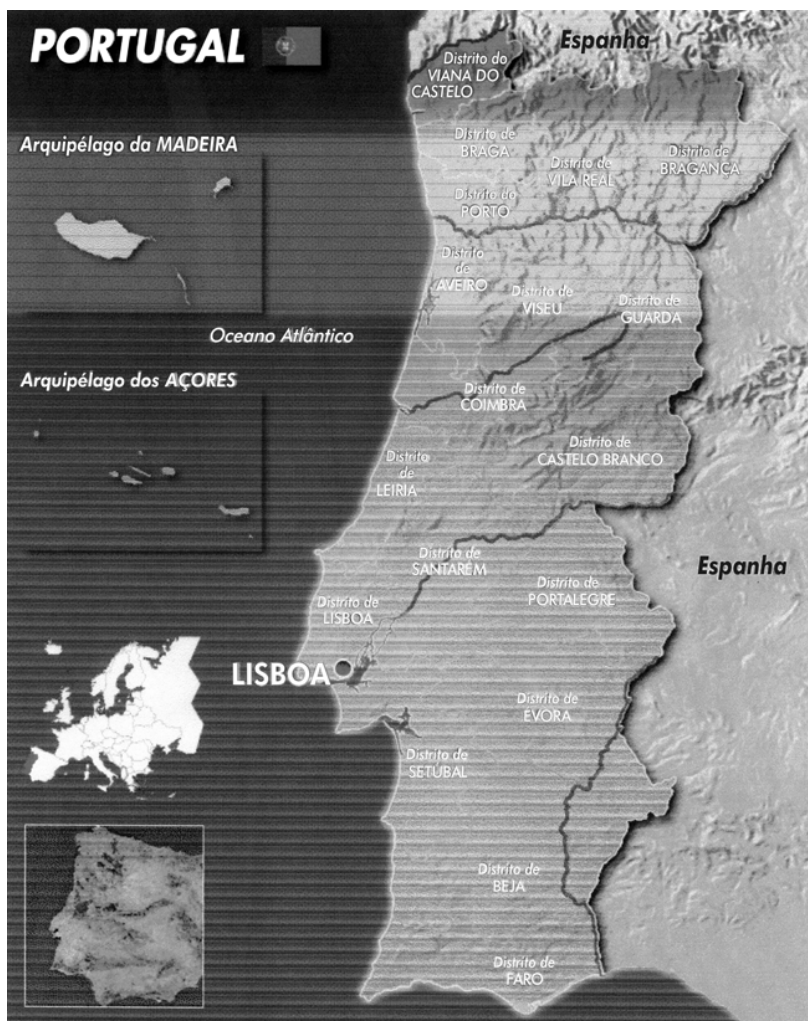 PORTUGAL
Espanha
Distrito do
VIANA DO
CASTELO
Arquipélago da MADEIRA
Distrito de
BRAGA
Distrito de
VILA REAL
Distrito de
BRAGANÇA
Distrito do
PORTO
Distrito
de
AVEIRO
Distrito de
VISEU
Distrito de
GUARDA
Oceano Atlântico
Arquipélago dos AÇORES
Distrito de
COIMBRA
Distrito de
CASTELO BRANCO
Distrito
de
LEIRIA
Distrito de
SANTARÉM
Espanha
Distrito de
PORTALEGRE
Distrito de
LISBOA
LISBOA
Distrito de
ÉVORA
Distrito de
SETÚBAL
Distrito de
BEJA
Distrito de
FARO